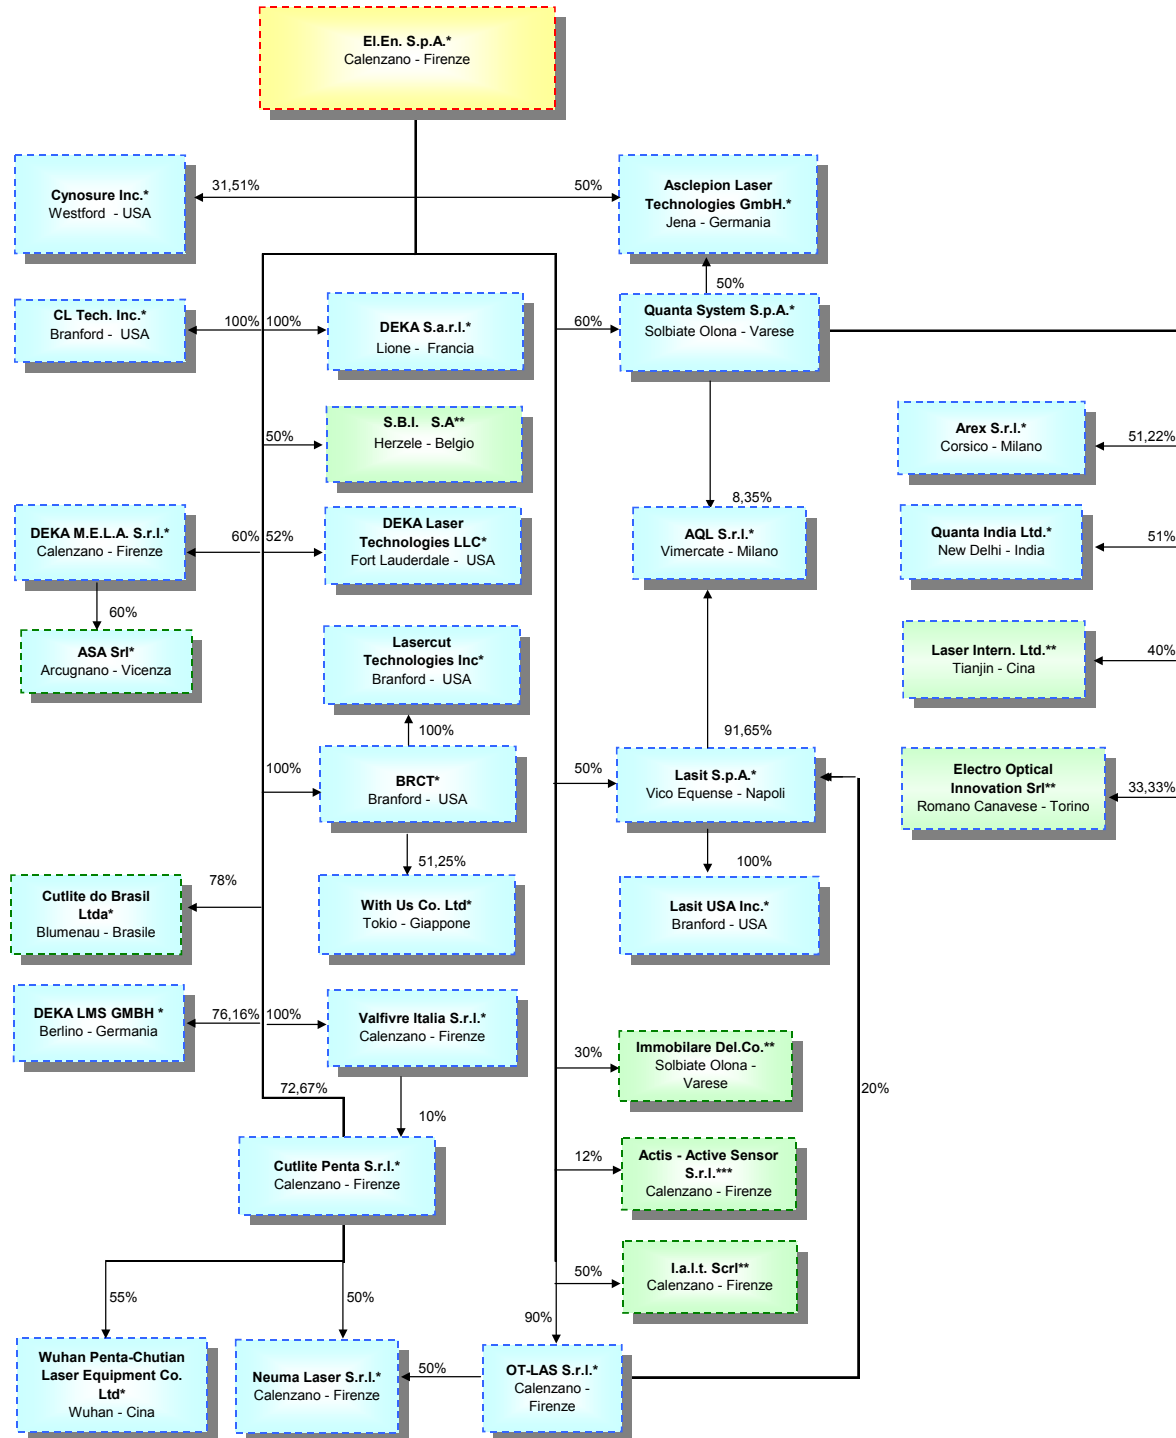 El.En. S.p.A.*
Calenzano - Firenze
Cynosure Inc.*
Westford - USA
31,51%
50%
Asclepion Laser
Technologies GmbH.*
Jena - Germania
50%
CL Tech. Inc.*
Branford - USA
100%
100%
DEKA S.a.r.l.*
Lione - Francia
60%
Quanta System S.p.A.*
Solbiate Olona - Varese
S.B.I. S.A**
Herzele - Belgio
50%
Arex S.r.l.*
Corsico - Milano
51,22%
8,35%
DEKA M.E.L.A. S.r.l.*
Calenzano - Firenze
60%
52%
DEKA Laser
Technologies LLC*
Fort Lauderdale - USA
AQL S.r.l.*
Vimercate - Milano
Quanta India Ltd.*
New Delhi - India
51%
60%
ASA Srl*
Arcugnano - Vicenza
Lasercut
Technologies Inc*
Branford - USA
Laser Intern. Ltd.**
Tianjin - Cina
40%
100%
91,65%
100%
BRCT*
Branford - USA
50%
Lasit S.p.A.*
Vico Equense - Napoli
Electro Optical
Innovation Srl**
Romano Canavese - Torino
33,33%
51,25%
100%
Cutlite do Brasil
Ltda*
Blumenau - Brasile
78%
With Us Co. Ltd*
Tokio - Giappone
Lasit USA Inc.*
Branford - USA
DEKA LMS GMBH *
Berlino - Germania
76,16%
100%
Valfivre Italia S.r.l.*
Calenzano - Firenze
30%
Immobilare Del.Co.**
Solbiate Olona -
Varese
72,67%
20%
10%
Cutlite Penta S.r.l.*
Calenzano - Firenze
12%
Actis - Active Sensor
S.r.l.***
Calenzano - Firenze
50%
I.a.l.t. Scrl**
Calenzano - Firenze
55%
50%
90%
Wuhan Penta-Chutian
Laser Equipment Co.
Ltd*
Wuhan - Cina
Neuma Laser S.r.l.*
Calenzano - Firenze
50%
OT-LAS S.r.l.*
Calenzano -
Firenze